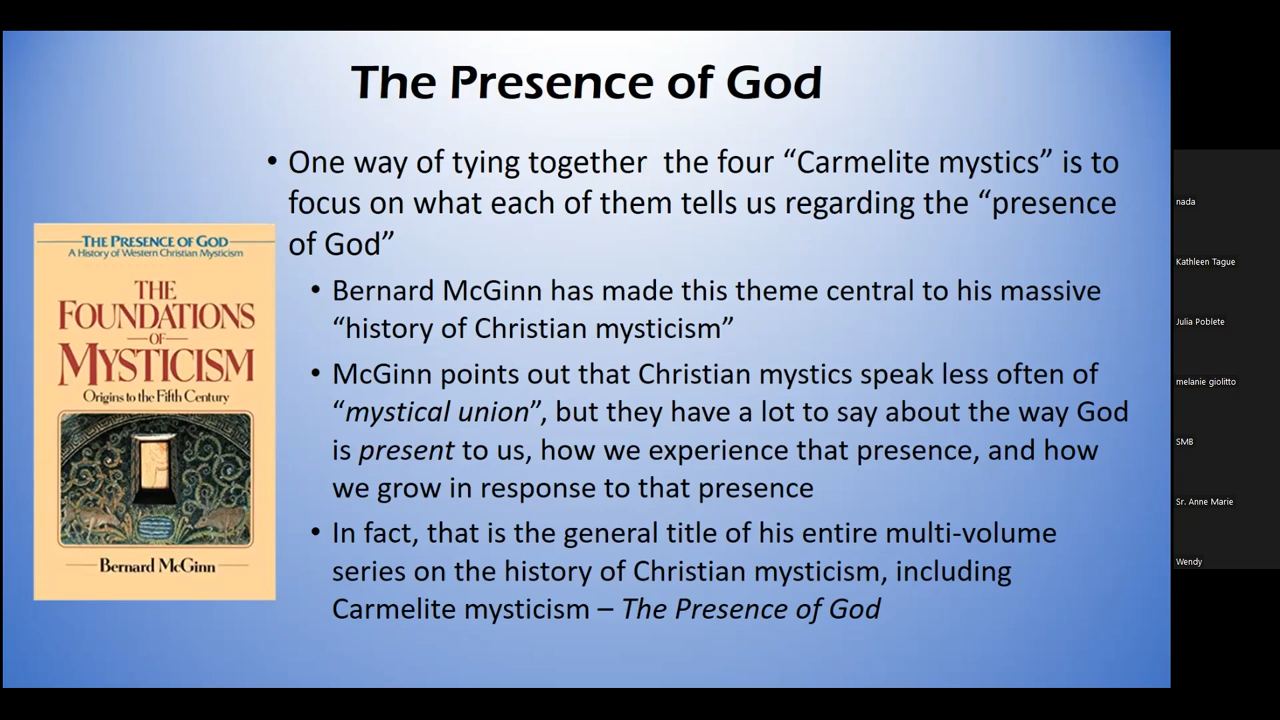 The Presence of God
• One way of tying together  the four “Carmelite mystics” is to
focus on what each of them tells us regarding the “presence
of God”
• Bernard McGinn has made this theme central to his massive
“history of Christian mysticism”
• McGinn points out that Christian mystics speak less often of
“mystical union”, but they have a lot to say about the way God
is present to us, how we experience that presence, and how
we grow in response to that presence
• In fact, that is the general title of his entire multi-volume
series on the history of Christian mysticism, including
Carmelite mysticism – The Presence of God
THE PRESENCE OF GOD
A History of Western Christian Mysticism
THE
FOUNDATIONS
OF
MYSTICISM
Origins to the Fifth Century
Bernard McGinn
nada
Kathleen Tague
Julia Poblete
melanie giolitto
SMB
Sr. Anne Marie
Wendy